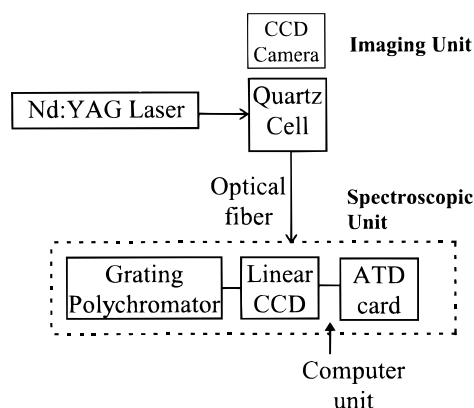 CCD
Camera
Imaging Unit
Nd:YAG Laser
Quartz
Cell
Optical
fiber
Spectroscopic
Unit
Grating
Polychromator
Linear
CCD
ATD
card
Computer
unit